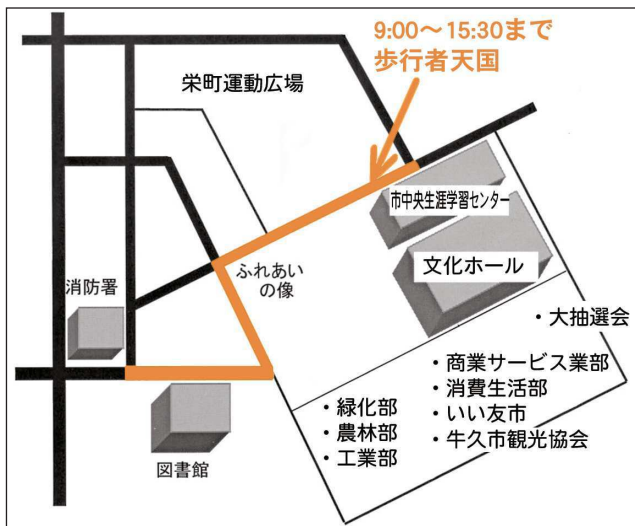 9:00〜15:30まで
歩行者天国
栄町運動広場
市中央生涯学習センター
文化ホール
ふれあい
の像
消防署
図書館
・大抽選会
・商業サービス業部
・消費生活部
・いい友市
・牛久市観光協会
・緑化部
・農林部
・工業部